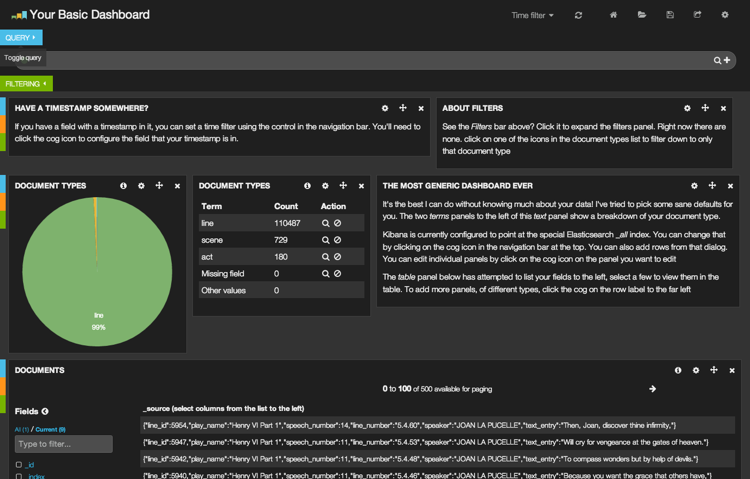 Your Basic Dashboard
Time filter
QUERY
Toggle query
FILTERING
HAVE A TIMESTAMP SOMEWHERE?
If you have a field with a timestamp in it, you can set a time filter using the control in the navigation bar. You'll need to
click the cog icon to configure the field that your timestamp is in.
ABOUT FILTERS
See the Filters bar above? Click it to expand the filters panel. Right now there are
none. click on one of the icons in the document types list to filter down to only
that document type
DOCUMENT TYPES
line
99%
DOCUMENT TYPES
Term Count Action
line 110487
scene 729
act 180
Missing field 0
Other values 0
THE MOST GENERIC DASHBOARD EVER
It's the best I can do without knowing much about your data! I've tried to pick some sane defaults for
you. The two terms panels to the left of this text panel show a breakdown of your document type.
Kibana is currently configured to point at the special Elasticsearch _all index. You can change that
by clicking on the cog icon in the navigation bar at the top. You can also add rows from that dialog.
You can edit individual panels by click on the cog icon on the panel you want to edit
The table panel below has attempted to list your fields to the left, select a few to view them in the
table. To add more panels, of different types, click the cog on the row label to the far left
DOCUMENTS
0 to 100 of 500 available for paging
Fields
All (1) / Current (9)
Type to filter...
_id
_index
_source (select columns from the list to the left)
{"line_id":5954,"play_name":"Henry VI Part 1","speech_number":14,"line_number":"5.4.60","speaker":"JOAN LA PUCELLE","text_entry":"Then, Joan, discover thine infirmity,"}
{"line_id":5947,"play_name":"Henry VI Part 1","speech_number":11,"line_number":"5.4.53","speaker":"JOAN LA PUCELLE","text_entry":"Will cry for vengeance at the gates of heaven."}
{"line_id":5942,"play_name":"Henry VI Part 1","speech_number":11,"line_number":"5.4.48","speaker":"JOAN LA PUCELLE","text_entry":"To compass wonders but by help of devils."}
{"line_id":5940,"play_name":"Henry VI Part 1","speech_number":11,"line_number":"5.4.46","speaker":"JOAN LA PUCELLE","text_entry":"Because you want the grace that others have,"}